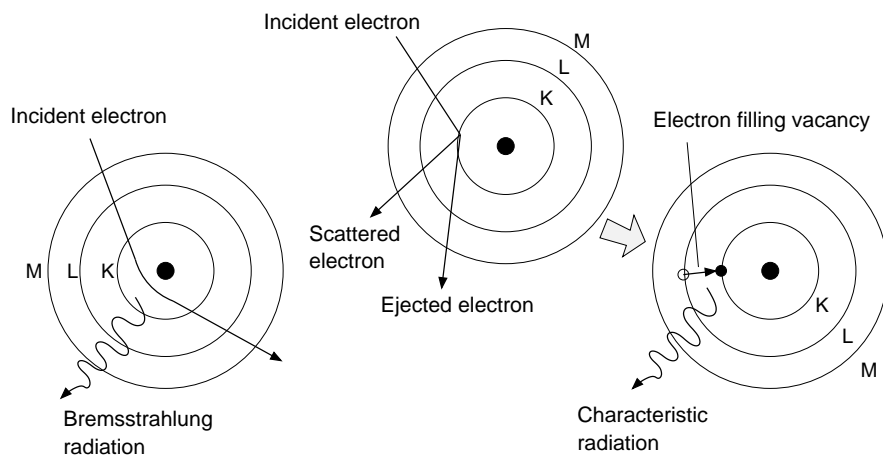 Incident electron
M
L
K
Bremsstrahlung
radiation
Incident electron
M
L
K
Scattered
electron
Ejected electron
Electron filling vacancy
K
L
M
Characteristic
radiation